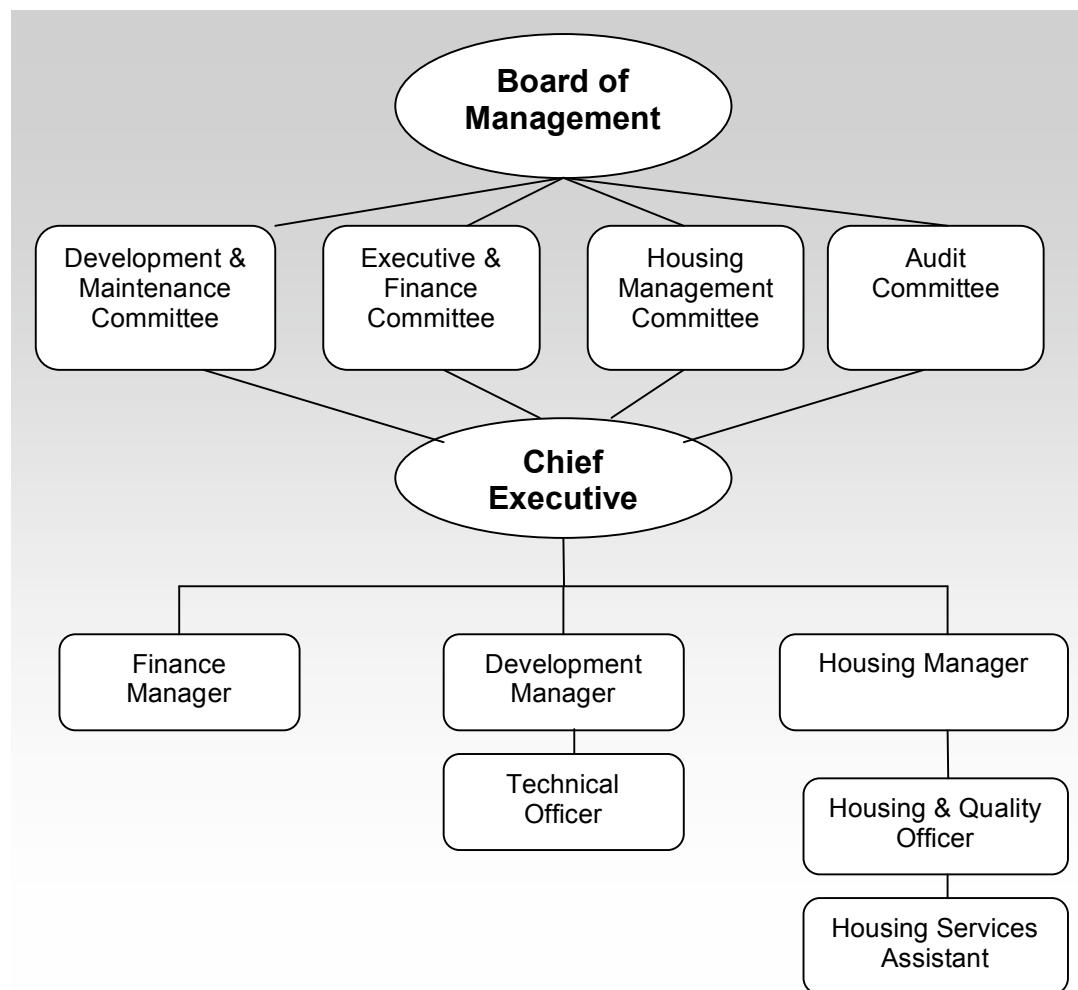 Board of
Management
Development &
Maintenance
Committee
Executive &
Finance
Committee
Housing
Management
Committee
Audit
Committee
Chief
Executive
Finance
Manager
Development
Manager
Housing Manager
Technical
Officer
Housing & Quality
Officer
Housing Services
Assistant